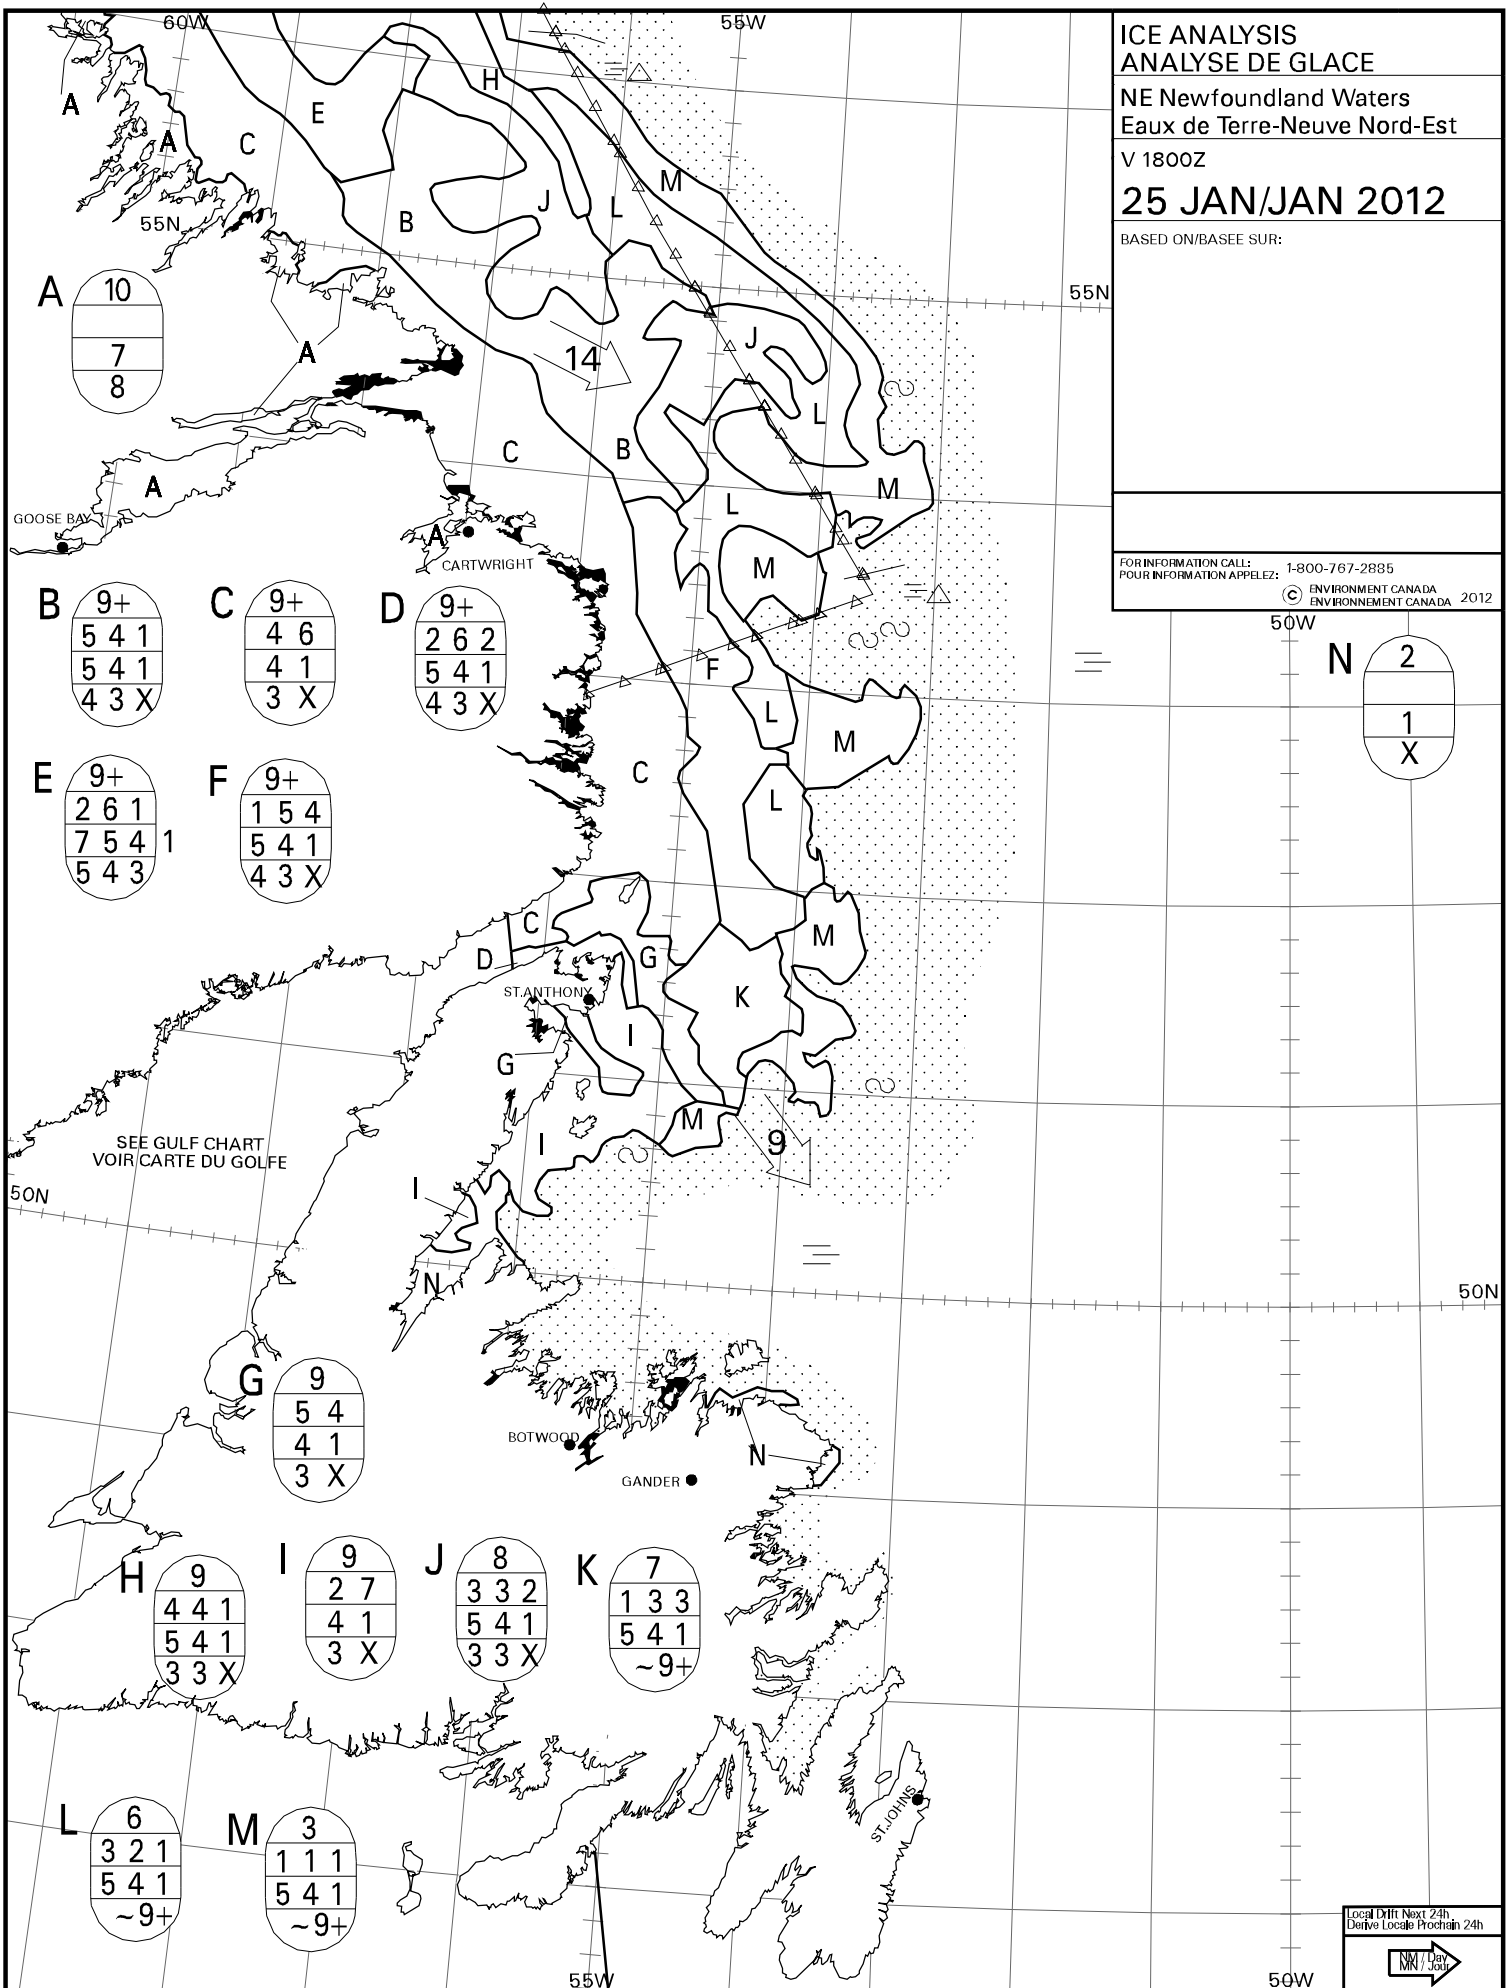 60W
55W
ICE ANALYSIS
ANALYSE DE GLACE
NE Newfoundland Waters
Eaux de Terre-Neuve Nord-Est
V 1800Z
25 JAN/JAN 2012
BASED ON/BASEE SUR:
H
E
A
A
C
M
J
L
B
55N
55N
A
10
7
8
J
A
14
L
C
B
A
M
L
GOOSE BAY
A
CARTWRIGHT
M
FOR INFORMATION CALL:
POUR INFORMATION APPELEZ: 1-800-767-2885
© ENVIRONMENT CANADA
ENVIRONNEMENT CANADA 2012
50W
B
9+
5 4 1
5 4 1
4 3 X
C
9+
4 6
4 1
3 X
D
9+
2 6 2
5 4 1
4 3 X
N
2
1
X
F
L
M
E
9+
2 6 1
7 5 4 1
5 4 3
F
9+
1 5 4
5 4 1
4 3 X
C
L
C
M
D
G
ST.ANTHONY
K
I
G
M
9
SEE GULF CHART
VOIR CARTE DU GOLFE
I
I
50N
N
50N
G
9
5 4
4 1
3 X
BOTWOOD
N
GANDER
H
9
4 4 1
5 4 1
3 3 X
I
9
2 7
4 1
3 X
J
8
3 3 2
5 4 1
3 3 X
K
7
1 3 3
5 4 1
~9+
L
6
3 2 1
5 4 1
~9+
M
3
1 1 1
5 4 1
~9+
ST.JOHNS
Local Drift Next 24h
Derive Locale Prochain 24h
NM / Day
MN / Jour
55W
50W